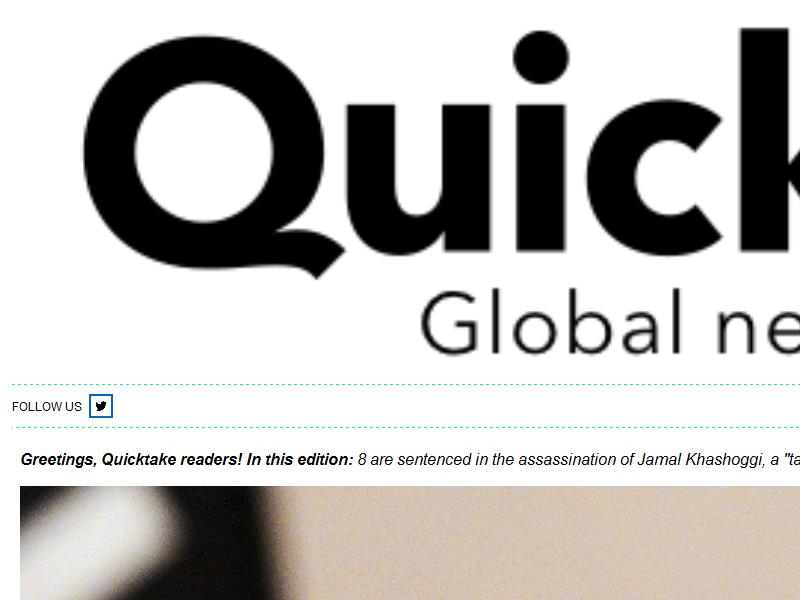 Quick
Global ne
FOLLOW US
Greetings, Quicktake readers! In this edition: 8 are sentenced in the assassination of Jamal Khashoggi, a "ta